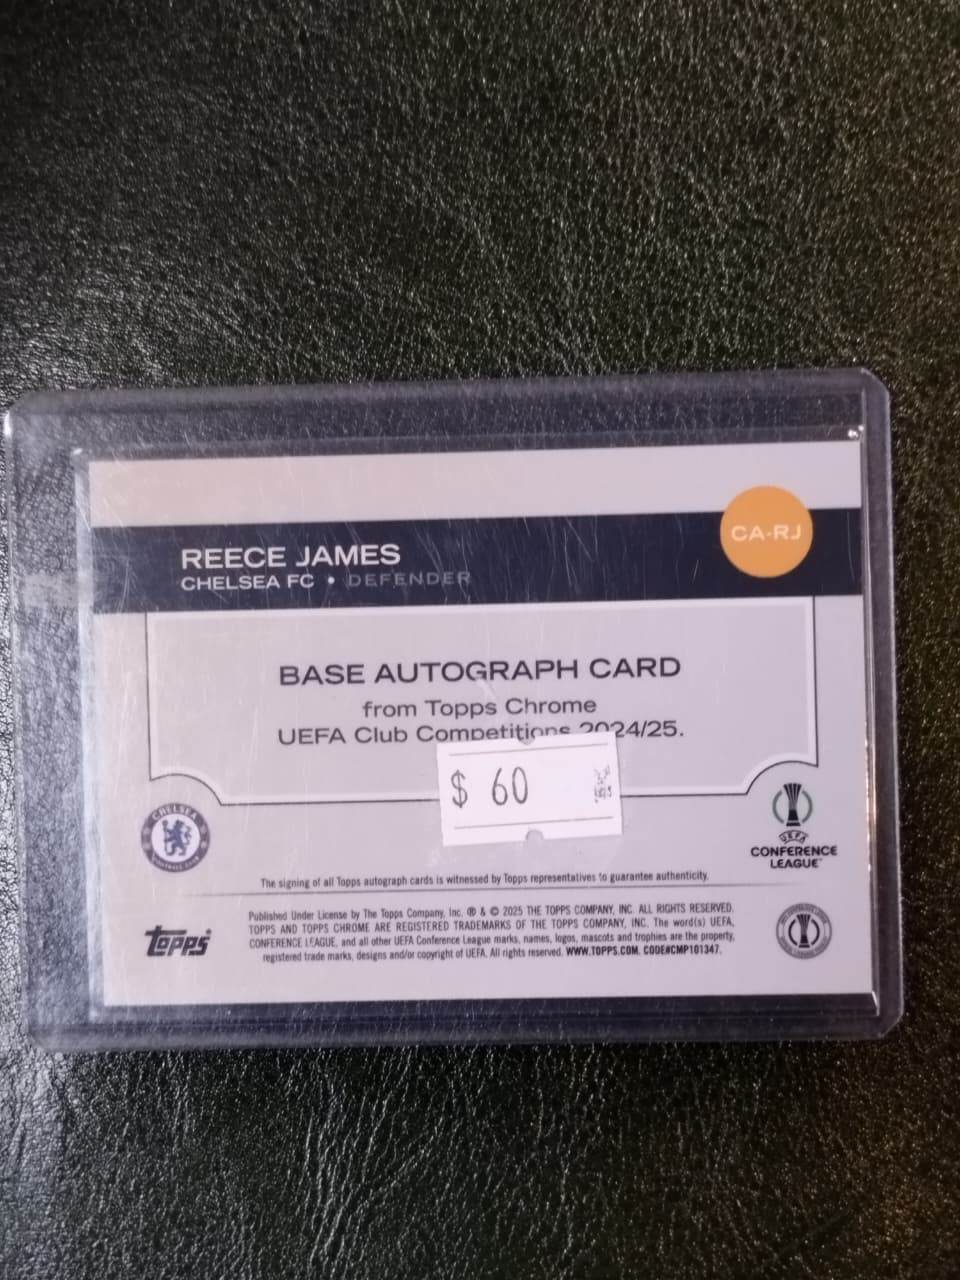 CA-RJ
REECE JAMES
CHELSEA FC • DEFENDER
BASE AUTOGRAPH CARD
from Topps Chrome
UEFA Club Competitions 2024/25.
$ 60
CHELSEA
FOOTBALL CLUB
UEFA
CONFERENCE
LEAGUE™
The signing of all Topps autograph cards is witnessed by Topps representatives to guarantee authenticity.
topps®
Published Under License by The Topps Company, Inc. ® & © 2025 THE TOPPS COMPANY, INC. ALL RIGHTS RESERVED.
TOPPS AND TOPPS CHROME ARE REGISTERED TRADEMARKS OF THE TOPPS COMPANY, INC. The word(s) UEFA,
CONFERENCE LEAGUE, and all other UEFA Conference League marks, names, logos, mascots and trophies are the property,
registered trade marks, designs and/or copyright of UEFA. All rights reserved. WWW.TOPPS.COM. CODE#CMP101347.